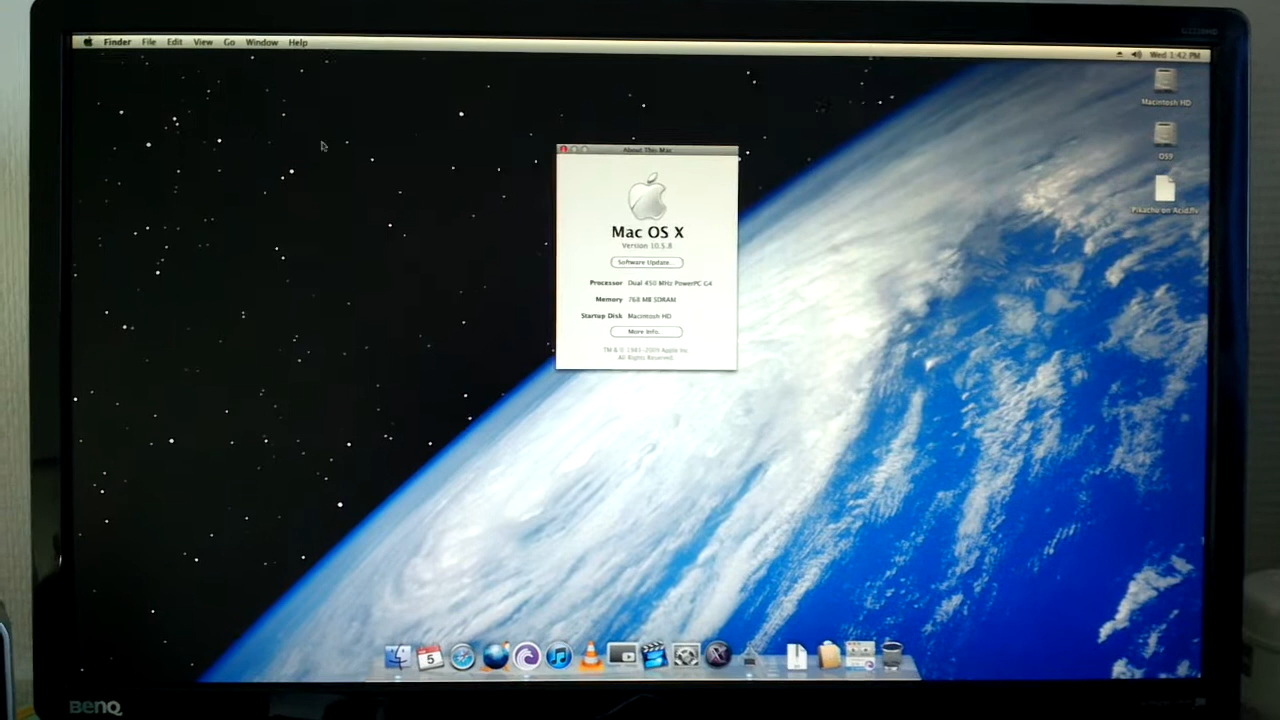 Finder File Edit View Go Window Help
Wed 1:42 PM
Macintosh HD
OS9
Pikachu on Acid.flv
About This Mac
Mac OS X
Version 10.5.8
Software Update...
Processor Dual 450 MHz PowerPC G4
Memory 768 MB SDRAM
Startup Disk Macintosh HD
More Info...
TM & © 1983-2009 Apple Inc.
All Rights Reserved.
5
BenQ